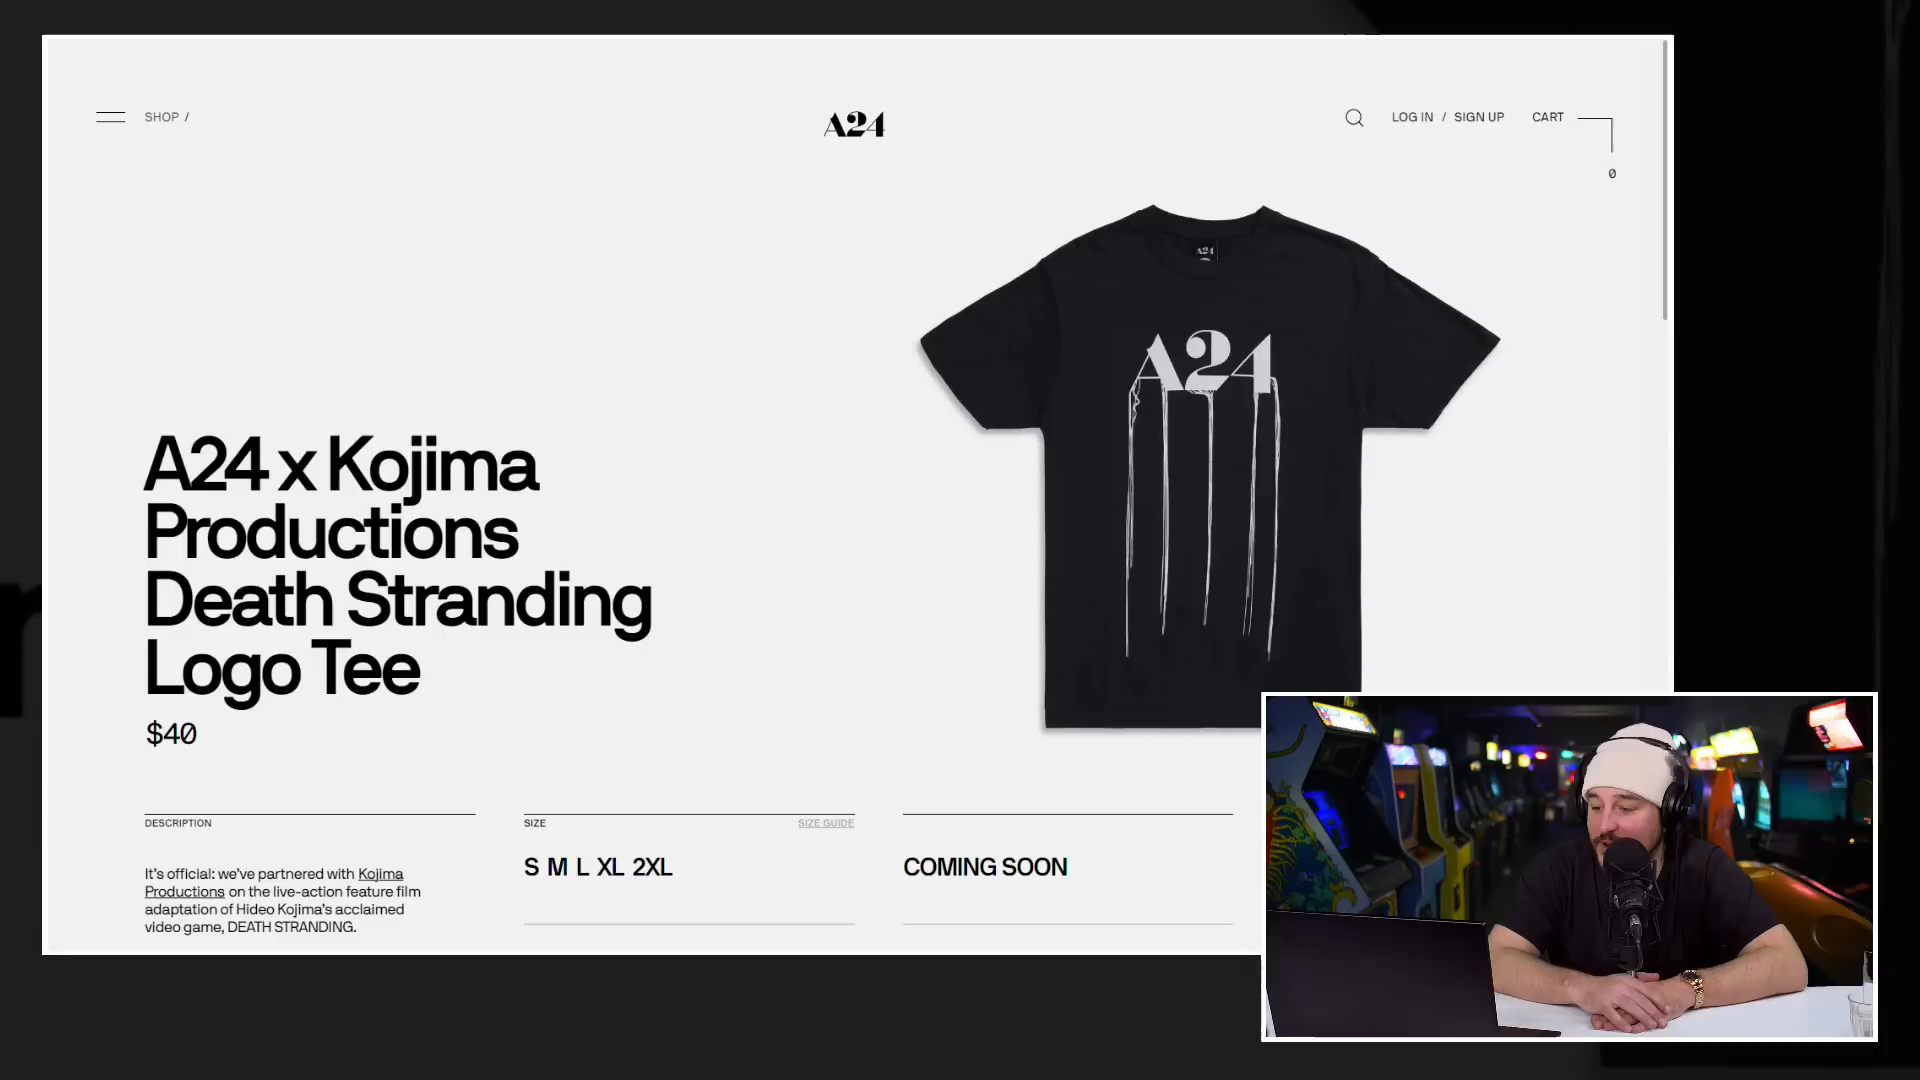 SHOP /
A24
LOG IN / SIGN UP
CART
0
A24
A24
A24 x Kojima
Productions
Death Stranding
Logo Tee
$40
DESCRIPTION
It's official: we've partnered with Kojima
Productions on the live-action feature film
adaptation of Hideo Kojima's acclaimed
video game, DEATH STRANDING.
SIZE
SIZE GUIDE
S M L XL 2XL
COMING SOON